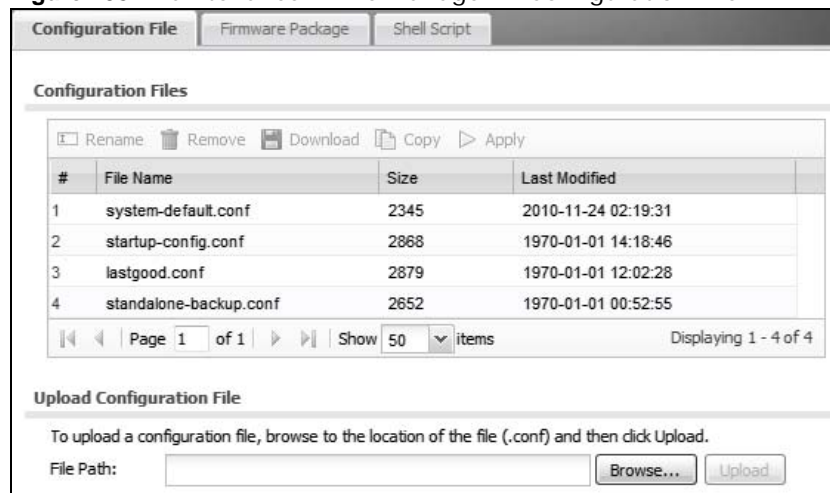 Configuration File Firmware Package Shell Script
Configuration Files
Rename Remove Download Copy Apply
# File Name Size Last Modified
1 system-default.conf 2345 2010-11-24 02:19:31
2 startup-config.conf 2868 1970-01-01 14:18:46
3 lastgood.conf 2879 1970-01-01 12:02:28
4 standalone-backup.conf 2652 1970-01-01 00:52:55
Page 1 of 1 Show 50 items Displaying 1 - 4 of 4
Upload Configuration File
To upload a configuration file, browse to the location of the file (.conf) and then click Upload.
File Path: Browse... Upload